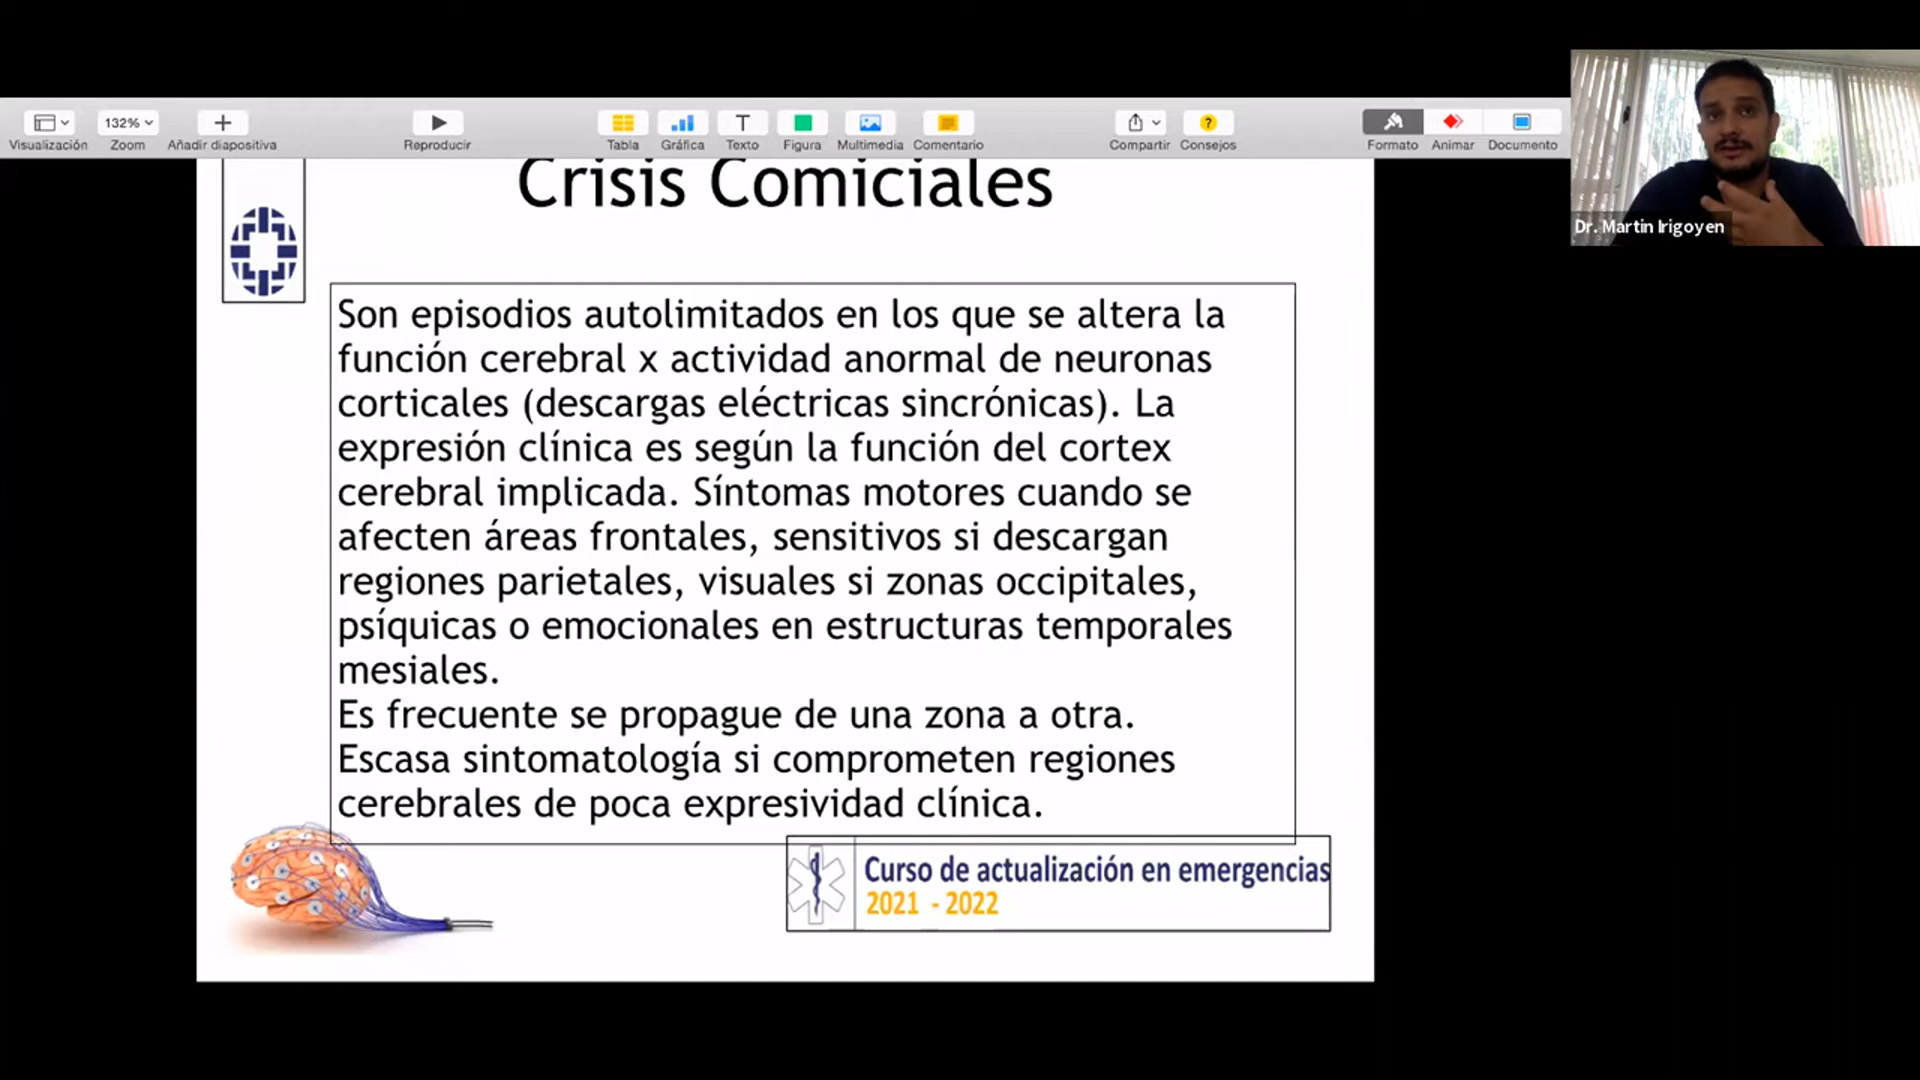 132%
Visualización
Zoom
Añadir diapositiva
Reproducir
Tabla
Gráfica
Texto
Figura
Multimedia
Comentario
Compartir
Consejos
Formato
Animar
Documento
Dr. Martin Irigoyen
Crisis Comiciales
Son episodios autolimitados en los que se altera la
función cerebral x actividad anormal de neuronas
corticales (descargas eléctricas sincrónicas). La
expresión clínica es según la función del cortex
cerebral implicada. Síntomas motores cuando se
afecten áreas frontales, sensitivos si descargan
regiones parietales, visuales si zonas occipitales,
psíquicas o emocionales en estructuras temporales
mesiales.
Es frecuente se propague de una zona a otra.
Escasa sintomatología si comprometen regiones
cerebrales de poca expresividad clínica.
Curso de actualización en emergencias
2021 - 2022